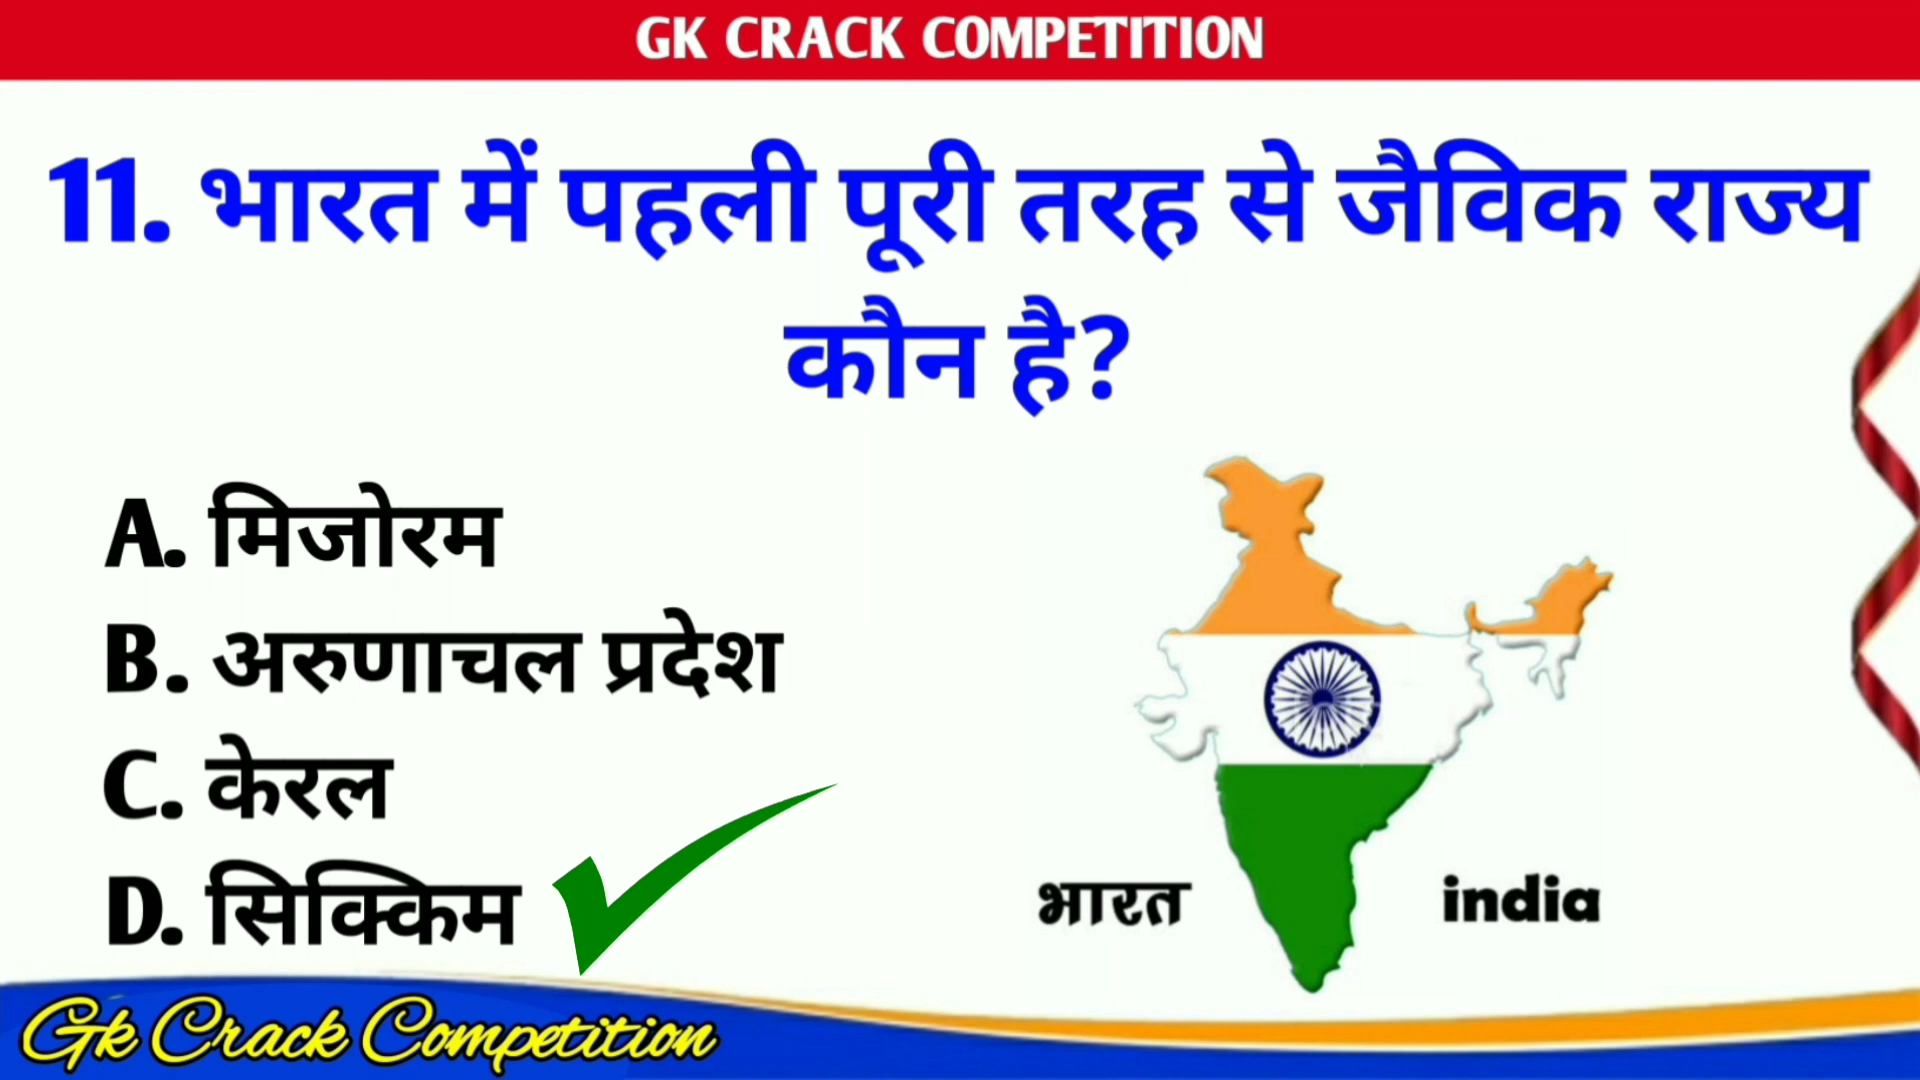 GK CRACK COMPETITION
11. भारत में पहली पूरी तरह से जैविक राज्य
कौन है?
A. मिजोरम
B. अरुणाचल प्रदेश
C. केरल
D. सिक्किम
भारत
india
Gk Crack Competition